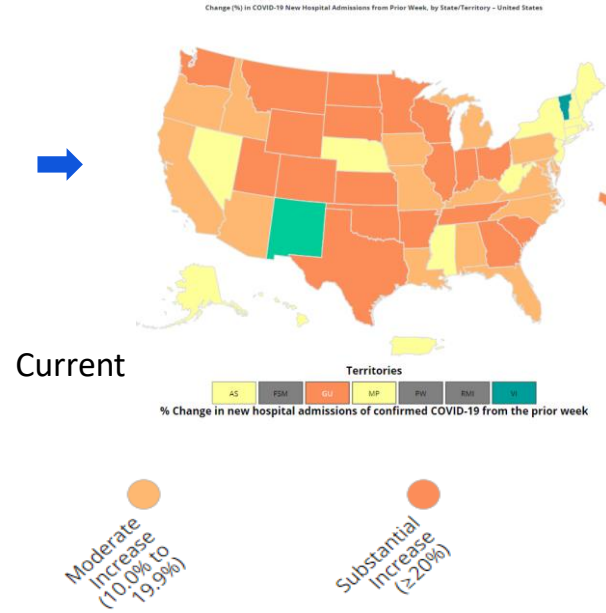 Change (%) in COVID-19 New Hospital Admissions from Prior Week, by State/Territory – United States
Current
Territories
AS FSM GU MP PW RMI VI
% Change in new hospital admissions of confirmed COVID-19 from the prior week
Moderate
Increase
(10.0% to
19.9%)
Substantial
Increase
(≥20%)